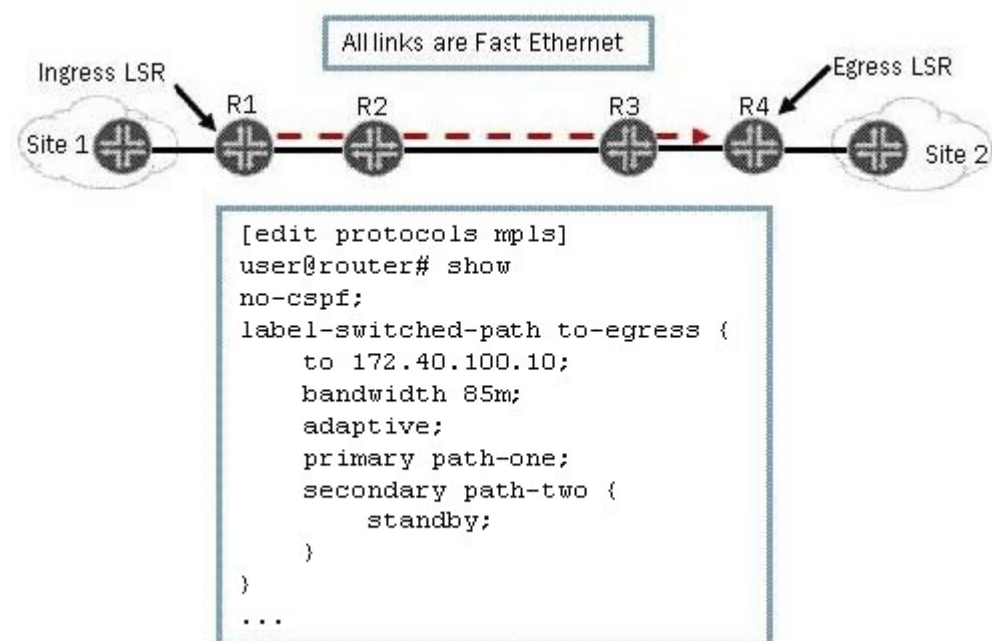 All links are Fast Ethernet
Ingress LSR
Egress LSR
R1
R2
R3
R4
Site 1
Site 2
[edit protocols mpls]
user@router# show
no-cspf;
label-switched-path to-egress {
    to 172.40.100.10;
    bandwidth 85m;
    adaptive;
    primary path-one;
    secondary path-two {
        standby;
    }
}
...